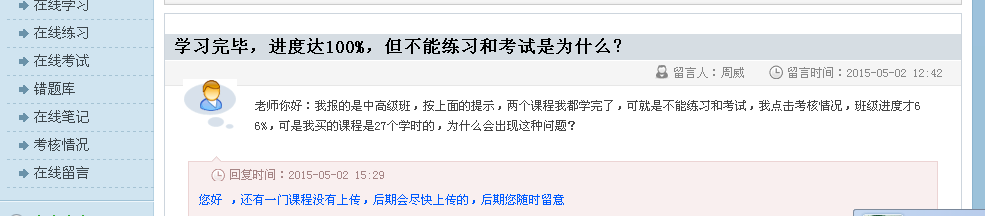 在线学习
在线练习
在线考试
错题库
在线笔记
考核情况
在线留言
学习完毕，进度达100%，但不能练习和考试是为什么？
留言人：周威 留言时间：2015-05-02 12:42
老师你好：我报的是中高级班，按上面的提示，两个课程我都学完了，可就是不能练习和考试，我点击考核情况，班级进度才6
6%，可是我买的课程是27个学时的，为什么会出现这种问题？
回复时间：2015-05-02 15:29
您好 ，还有一门课程没有上传，后期会尽快上传的，后期您随时留意